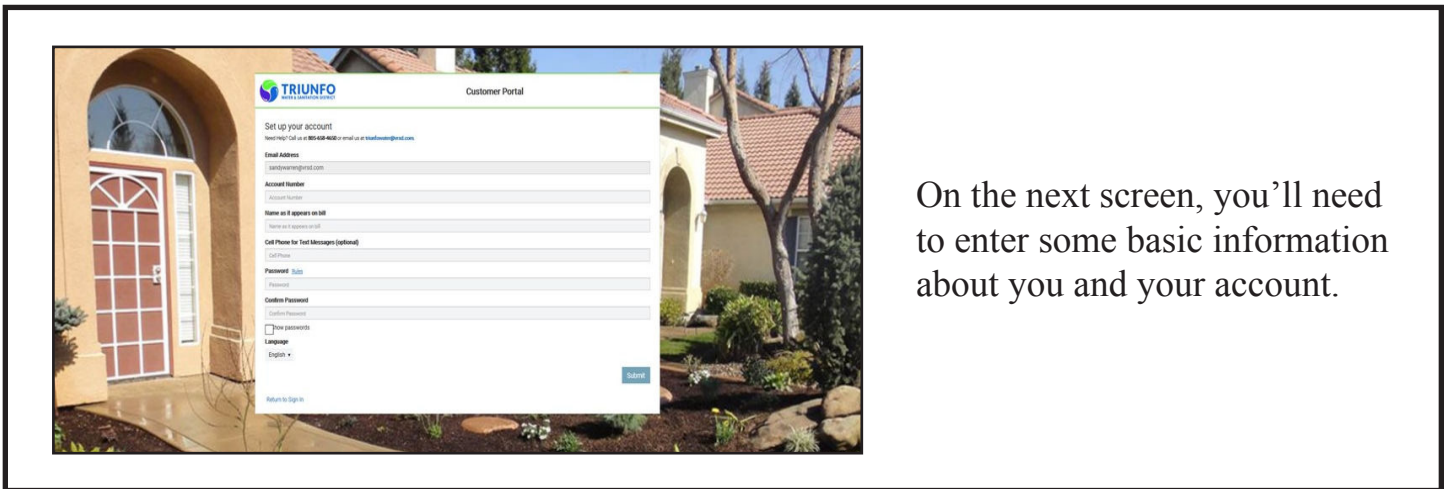 TRIUNFO
WATER & SANITATION DISTRICT
Customer Portal
Set up your account
Need Help? Call us at 805-658-4650 or email us at triunfowater@vrsd.com.
Email Address
sandywarren@vrsd.com
Account Number
Account Number
Name as it appears on bill
Name as it appears on bill
Cell Phone for Text Messages (optional)
Cell Phone
Password Rules
Password
Confirm Password
Confirm Password
how passwords
Language
English
Submit
Return to Sign In
On the next screen, you’ll need
to enter some basic information
about you and your account.